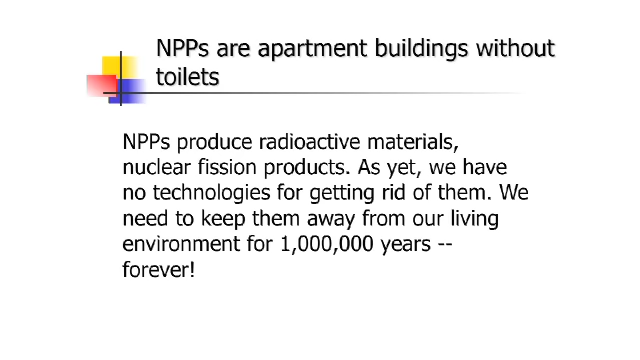 NPPs are apartment buildings without
toilets
NPPs produce radioactive materials,
nuclear fission products. As yet, we have
no technologies for getting rid of them. We
need to keep them away from our living
environment for 1,000,000 years --
forever!